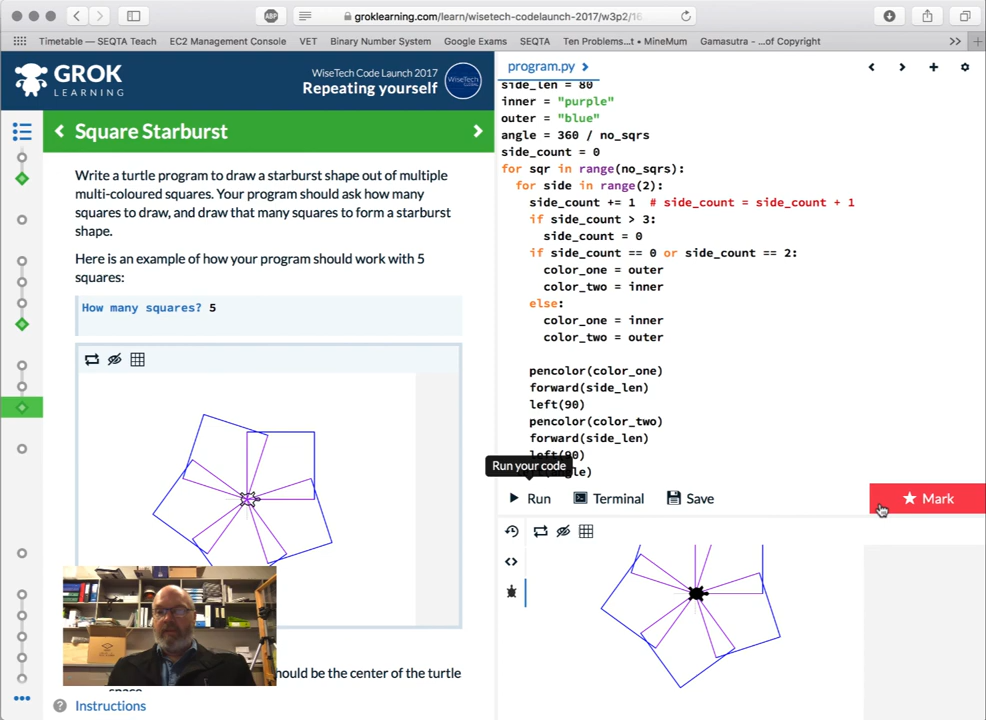 groklearning.com/learn/wisetech-codelaunch-2017/w3p2/16
ABP
Timetable — SEQTA Teach EC2 Management Console VET Binary Number System Google Exams SEQTA Ten Problems...t • MineMum Gamasutra - ...of Copyright
GROK
LEARNING
WiseTech Code Launch 2017
Repeating yourself
Square Starburst
Write a turtle program to draw a starburst shape out of multiple
multi-coloured squares. Your program should ask how many
squares to draw, and draw that many squares to form a starburst
shape.
Here is an example of how your program should work with 5
squares:
How many squares? 5
hould be the center of the turtle
space
Instructions
program.py
side_len = 80
inner = "purple"
outer = "blue"
angle = 360 / no_sqrs
side_count = 0
for sqr in range(no_sqrs):
for side in range(2):
side_count += 1 # side_count = side_count + 1
if side_count > 3:
side_count = 0
if side_count == 0 or side_count == 2:
color_one = outer
color_two = inner
else:
color_one = inner
color_two = outer
pencolor(color_one)
forward(side_len)
left(90)
pencolor(color_two)
forward(side_len)
left(90)
Run your code
angle)
Run Terminal Save Mark